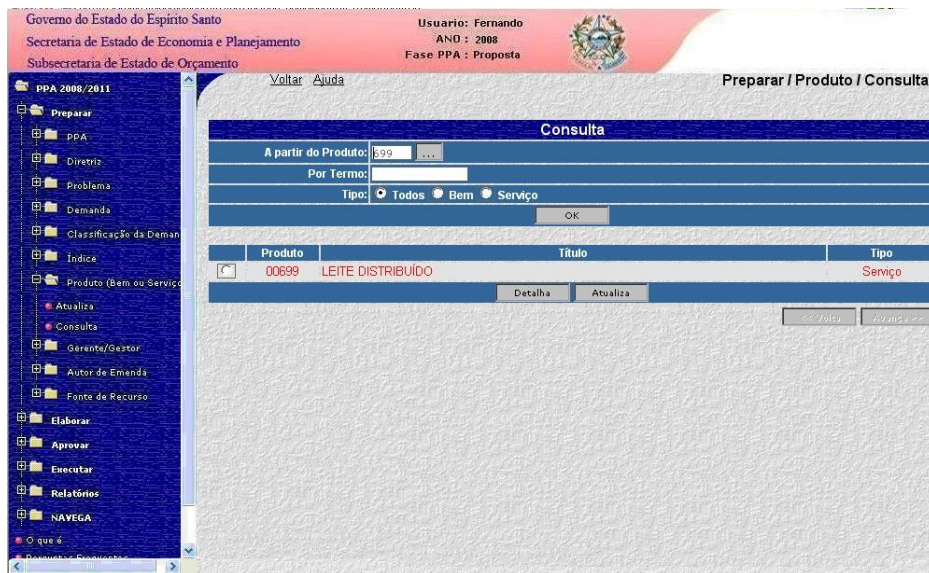 Governo do Estado do Espírito Santo
Secretaria de Estado de Economia e Planejamento
Subsecretaria de Estado de Orçamento
Usuario: Fernando
ANO : 2008
Fase PPA : Proposta
Voltar Ajuda
Preparar / Produto / Consulta
PPA 2008/2011
Preparar
PPA
Diretriz
Problema
Demanda
Classificação da Deman
Índice
Produto (Bem ou Serviço
Atualiza
Consulta
Gerente/Gestor
Autor de Emenda
Fonte de Recurso
Elaborar
Aprovar
Executar
Relatórios
NAVEGA
O que é
Perguntas Frequentes
Consulta
A partir do Produto: 699 ...
Por Termo:
Tipo: Todos Bem Serviço
OK
Produto Título Tipo
00699 LEITE DISTRIBUÍDO Serviço
Detalha Atualiza
<< Volta Avança >>